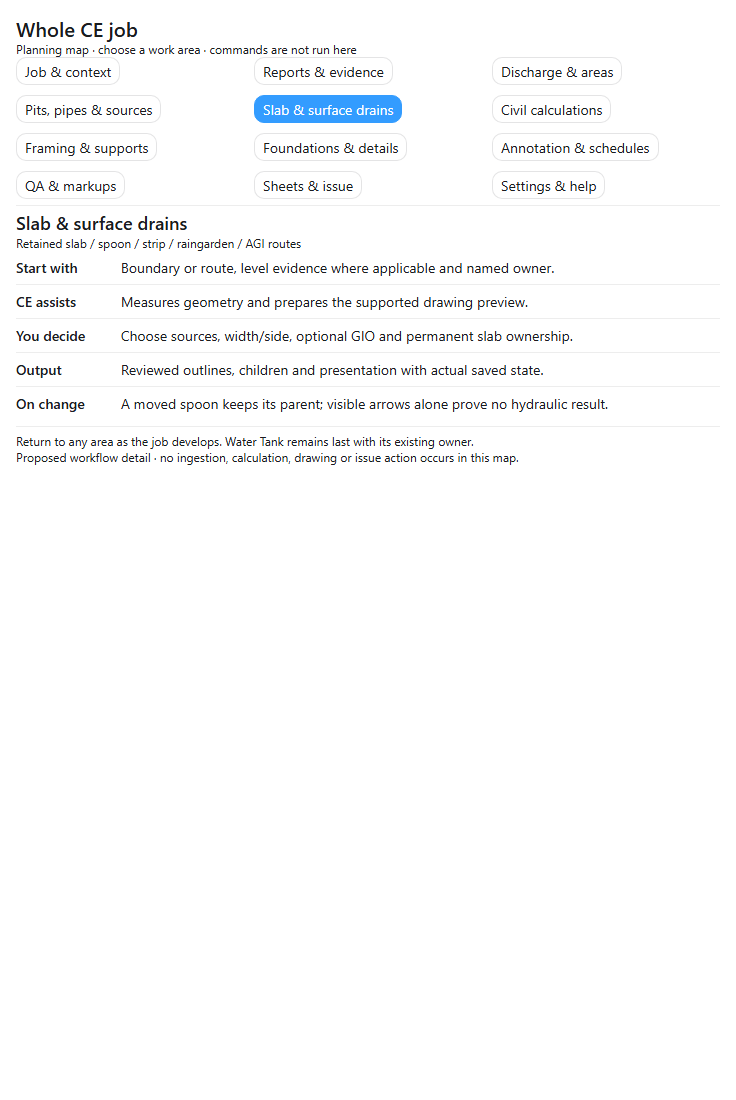 Whole CE job
Planning map · choose a work area · commands are not run here
Job & context
Reports & evidence
Discharge & areas
Pits, pipes & sources
Slab & surface drains
Civil calculations
Framing & supports
Foundations & details
Annotation & schedules
QA & markups
Sheets & issue
Settings & help
Slab & surface drains
Retained slab / spoon / strip / raingarden / AGI routes
Start with Boundary or route, level evidence where applicable and named owner.
CE assists Measures geometry and prepares the supported drawing preview.
You decide Choose sources, width/side, optional GIO and permanent slab ownership.
Output Reviewed outlines, children and presentation with actual saved state.
On change A moved spoon keeps its parent; visible arrows alone prove no hydraulic result.
Return to any area as the job develops. Water Tank remains last with its existing owner.
Proposed workflow detail · no ingestion, calculation, drawing or issue action occurs in this map.